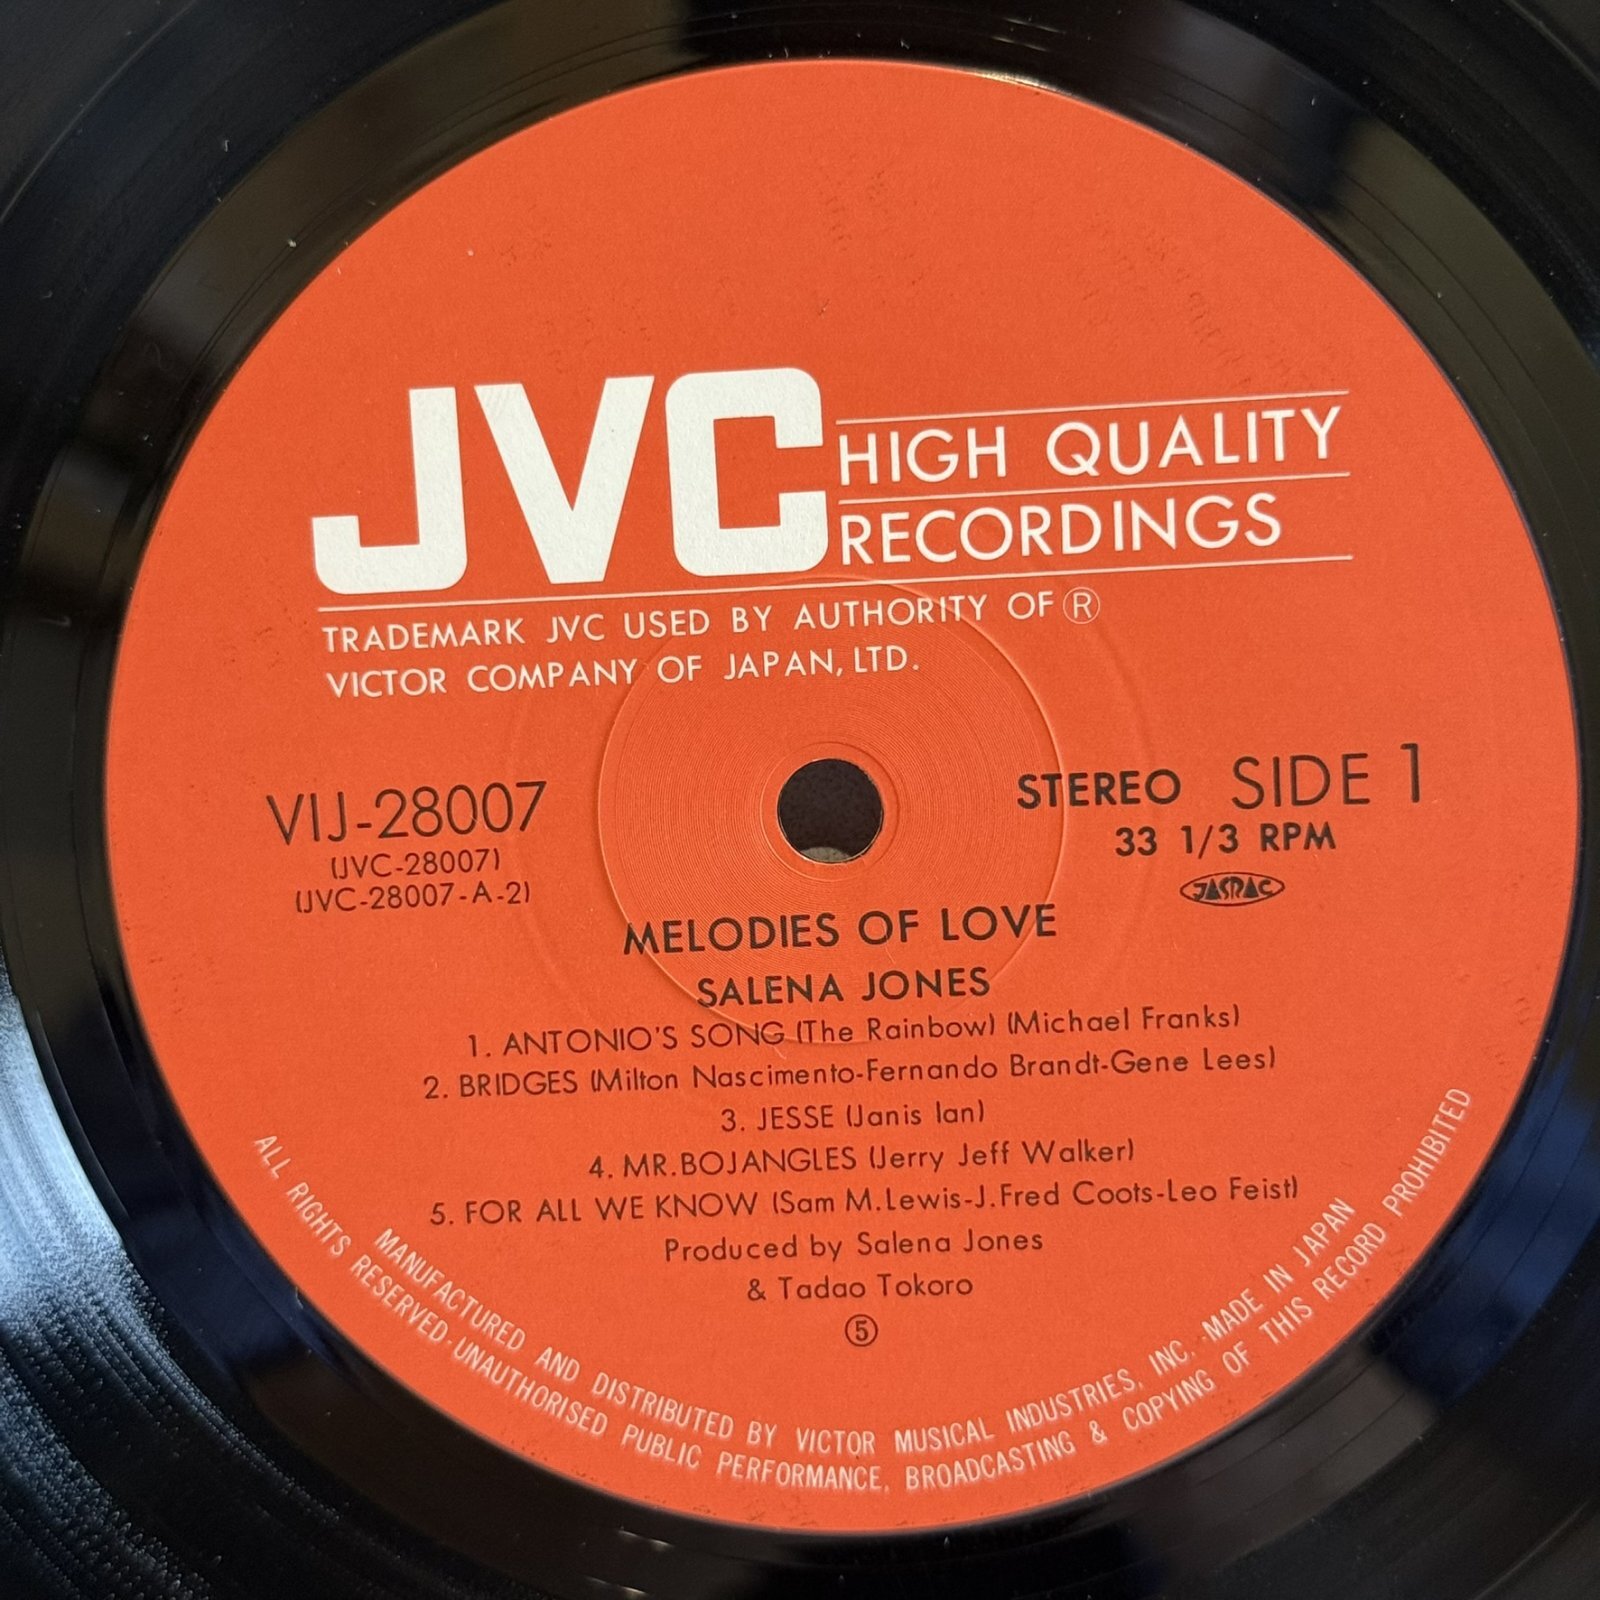 JVC HIGH QUALITY
RECORDINGS
TRADEMARK JVC USED BY AUTHORITY OF ®
VICTOR COMPANY OF JAPAN, LTD.
VIJ-28007
(JVC-28007)
(JVC-28007-A-2)
STEREO SIDE 1
33 1/3 RPM
JASRAC
MELODIES OF LOVE
SALENA JONES
1. ANTONIO'S SONG (The Rainbow) (Michael Franks)
2. BRIDGES (Milton Nascimento-Fernando Brandt-Gene Lees)
3. JESSE (Janis Ian)
4. MR.BOJANGLES (Jerry Jeff Walker)
5. FOR ALL WE KNOW (Sam M.Lewis-J.Fred Coots-Leo Feist)
Produced by Salena Jones
& Tadao Tokoro
⑤
MANUFACTURED AND DISTRIBUTED BY VICTOR MUSICAL INDUSTRIES, INC. · MADE IN JAPAN
ALL RIGHTS RESERVED · UNAUTHORISED PUBLIC PERFORMANCE, BROADCASTING & COPYING OF THIS RECORD PROHIBITED